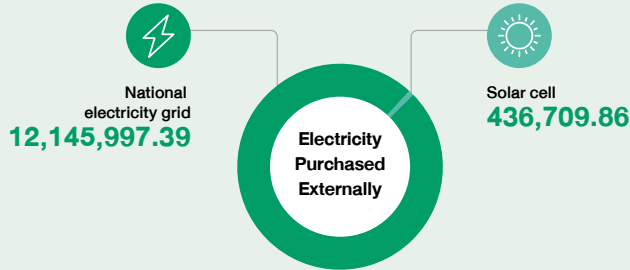 National
electricity grid
12,145,997.39
Electricity
Purchased
Externally
Solar cell
436,709.86